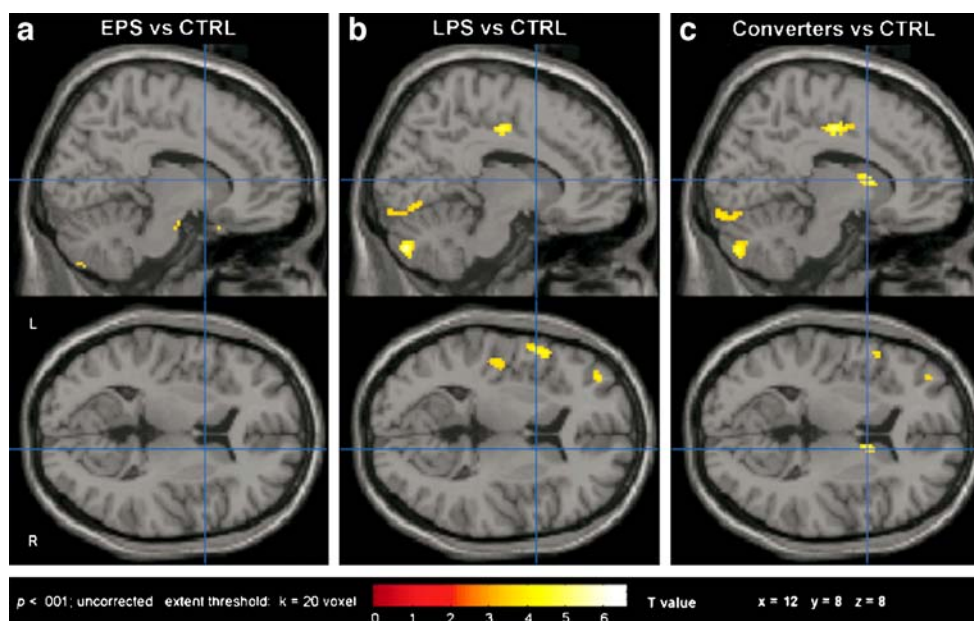 a EPS vs CTRL
b LPS vs CTRL
c Converters vs CTRL
L
R
p < 001; uncorrected extent threshold: k = 20 voxel
0 1 2 3 4 5 6
T value
x = 12 y = 8 z = 8